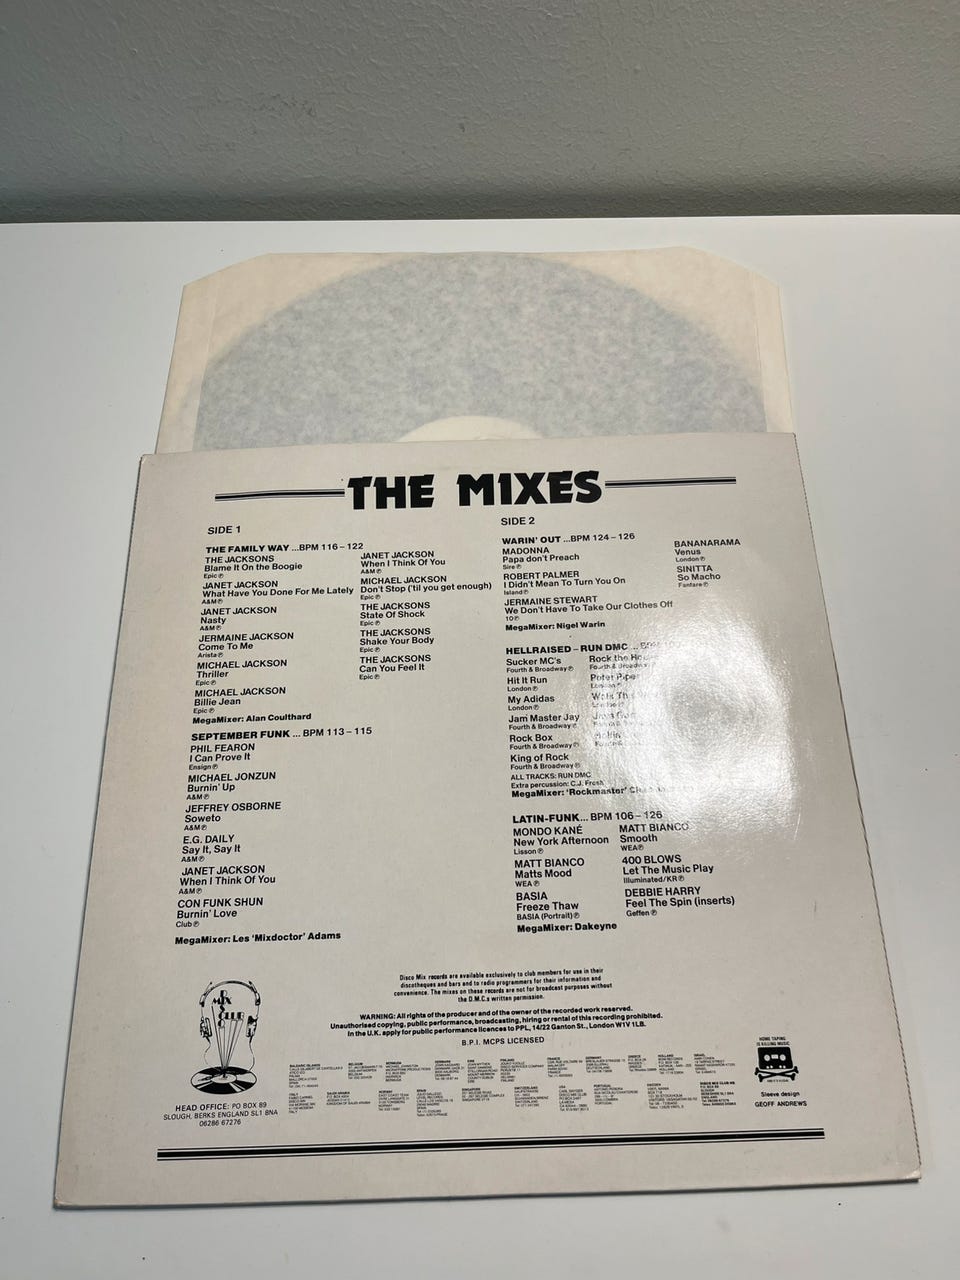 THE MIXES
SIDE 1
THE FAMILY WAY ...BPM 116–122
THE JACKSONS
Blame It on the Boogie
Epic Ⓟ
JANET JACKSON
What Have You Done For Me Lately
A&M Ⓟ
JANET JACKSON
Nasty
A&M Ⓟ
JERMAINE JACKSON
Come To Me
Arista Ⓟ
MICHAEL JACKSON
Thriller
Epic Ⓟ
MICHAEL JACKSON
Billie Jean
Epic Ⓟ
JANET JACKSON
When I Think Of You
A&M Ⓟ
MICHAEL JACKSON
Don't Stop ('til you get enough)
Epic Ⓟ
THE JACKSONS
State Of Shock
Epic Ⓟ
THE JACKSONS
Shake Your Body
Epic Ⓟ
THE JACKSONS
Can You Feel It
Epic Ⓟ
MegaMixer: Alan Coulthard
SEPTEMBER FUNK ... BPM 113–115
PHIL FEARON
I Can Prove It
Ensign Ⓟ
MICHAEL JONZUN
Burnin' Up
A&M Ⓟ
JEFFREY OSBORNE
Soweto
A&M Ⓟ
E.G. DAILY
Say It, Say It
A&M Ⓟ
JANET JACKSON
When I Think Of You
A&M Ⓟ
CON FUNK SHUN
Burnin' Love
Club Ⓟ
MegaMixer: Les 'Mixdoctor' Adams
SIDE 2
WARIN' OUT ...BPM 124–126
MADONNA
Papa don't Preach
Sire Ⓟ
ROBERT PALMER
I Didn't Mean To Turn You On
Island Ⓟ
JERMAINE STEWART
We Don't Have To Take Our Clothes Off
10 Ⓟ
BANANARAMA
Venus
London Ⓟ
SINITTA
So Macho
Fanfare Ⓟ
MegaMixer: Nigel Warin
HELLRAISED – RUN DMC ...
Sucker MC's
Fourth & Broadway Ⓟ
Hit It Run
London Ⓟ
My Adidas
London Ⓟ
Jam Master Jay
Fourth & Broadway Ⓟ
Rock Box
Fourth & Broadway Ⓟ
King of Rock
Fourth & Broadway Ⓟ
Rock the
Fourth & Broadway
Peter Piper
London Ⓟ
ALL TRACKS: RUN DMC
Extra percussion: C.J. Fresh
MegaMixer: 'Rockmaster'
LATIN-FUNK... BPM 106–126
MONDO KANÉ
New York Afternoon
Lisson Ⓟ
MATT BIANCO
Matts Mood
WEA Ⓟ
BASIA
Freeze Thaw
BASIA (Portrait) Ⓟ
MATT BIANCO
Smooth
WEA Ⓟ
400 BLOWS
Let The Music Play
Illuminated/KR Ⓟ
DEBBIE HARRY
Feel The Spin (inserts)
Geffen Ⓟ
MegaMixer: Dakeyne
Disco Mix records are available exclusively to club members for use in their
discotheques and bars and to radio programmers for their information and
convenience. The mixes on these records are not for broadcast purposes without
the D.M.C.s written permission.
WARNING: All rights of the producer and of the owner of the recorded work reserved.
Unauthorised copying, public performance, broadcasting, hiring or rental of this recording prohibited.
In the U.K. apply for public performance licences to PPL, 14/22 Ganton St., London W1V 1LB.
B.P.I. MCPS LICENSED
DISCO
MIX
CLUB
HEAD OFFICE: PO BOX 89
SLOUGH, BERKS ENGLAND SL1 8NA
06286 67276
HOME TAPING
IS KILLING MUSIC
Sleeve design
GEOFF ANDREWS